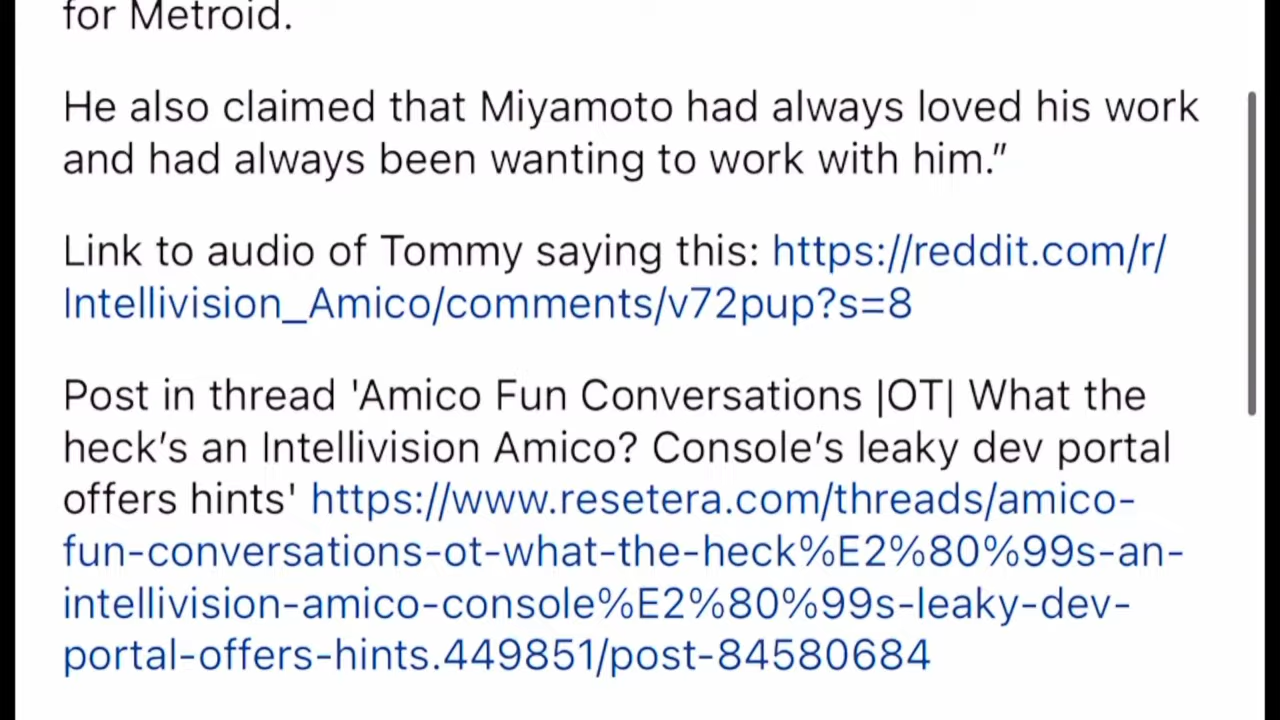 for Metroid.
He also claimed that Miyamoto had always loved his work
and had always been wanting to work with him.”
Link to audio of Tommy saying this: https://reddit.com/r/
Intellivision_Amico/comments/v72pup?s=8
Post in thread 'Amico Fun Conversations |OT| What the
heck’s an Intellivision Amico? Console’s leaky dev portal
offers hints' https://www.resetera.com/threads/amico-
fun-conversations-ot-what-the-heck%E2%80%99s-an-
intellivision-amico-console%E2%80%99s-leaky-dev-
portal-offers-hints.449851/post-84580684